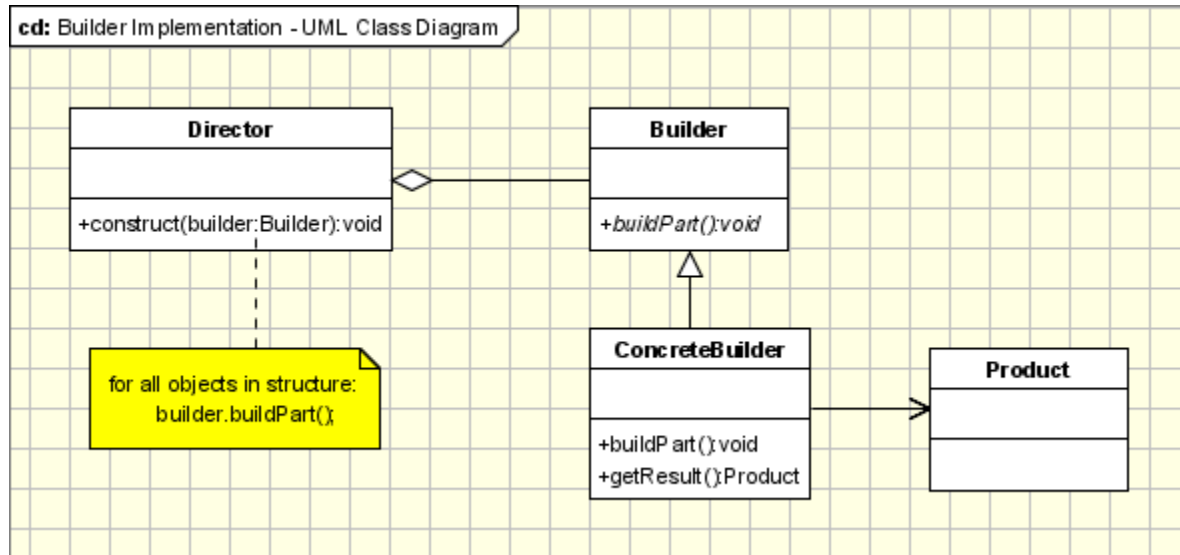 cd: Builder Implementation - UML Class Diagram
Director
+construct(builder:Builder):void
Builder
+buildPart():void
for all objects in structure:
builder.buildPart();
ConcreteBuilder
+buildPart():void
+getResult():Product
Product